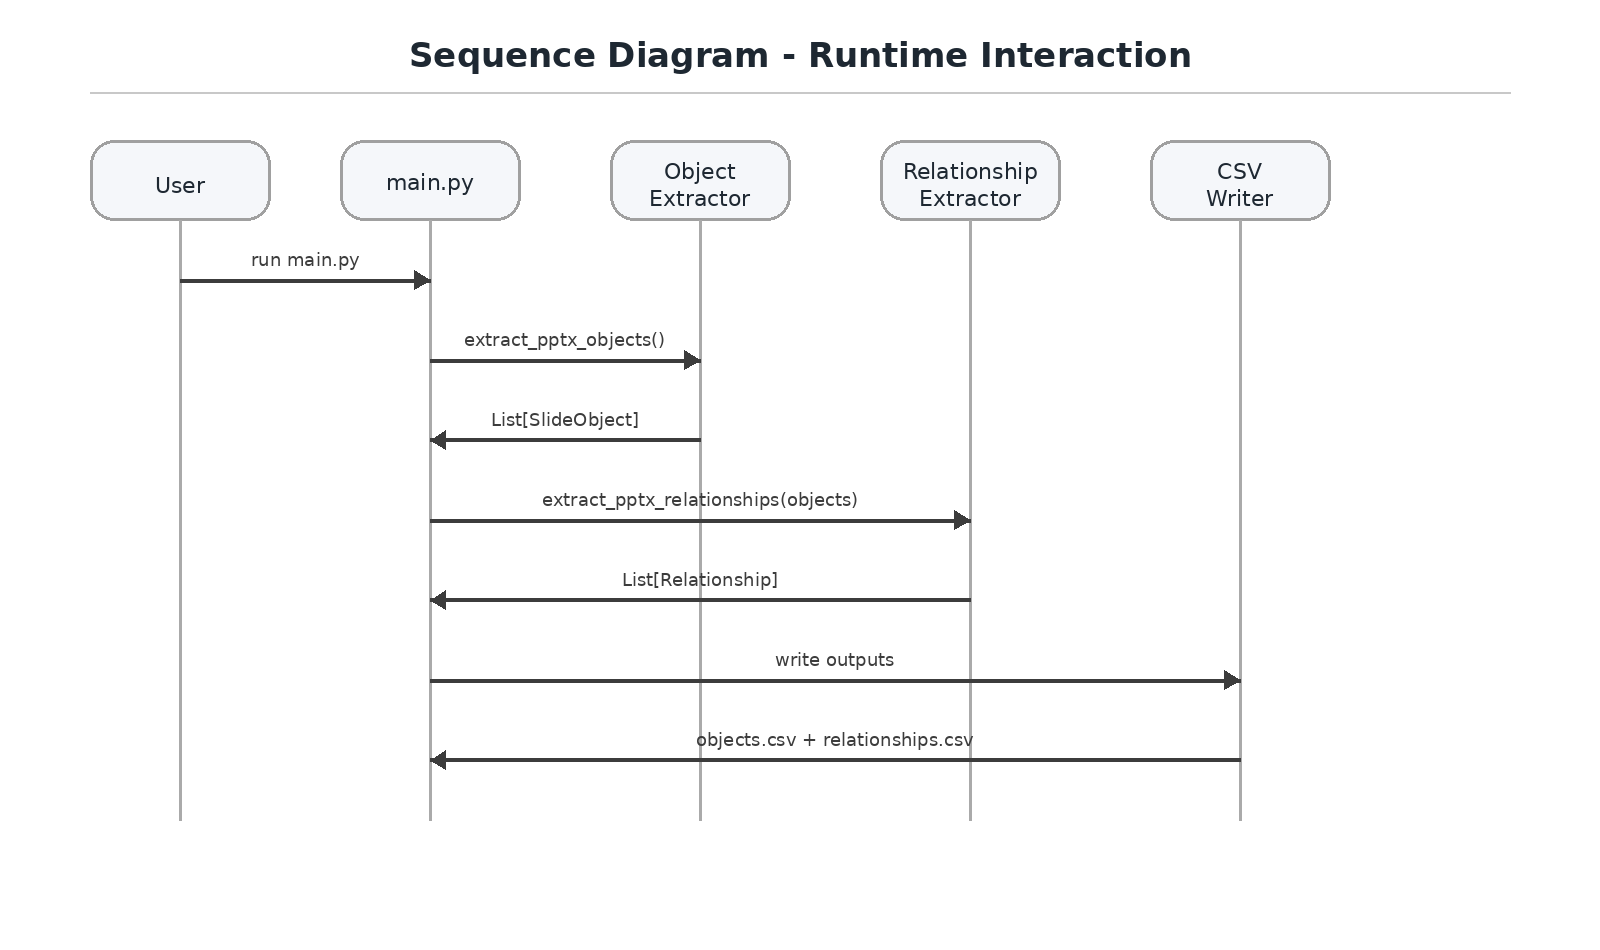 Sequence Diagram - Runtime Interaction
User
main.py
Object
Extractor
Relationship
Extractor
CSV
Writer
run main.py
extract_pptx_objects()
List[SlideObject]
extract_pptx_relationships(objects)
List[Relationship]
write outputs
objects.csv + relationships.csv